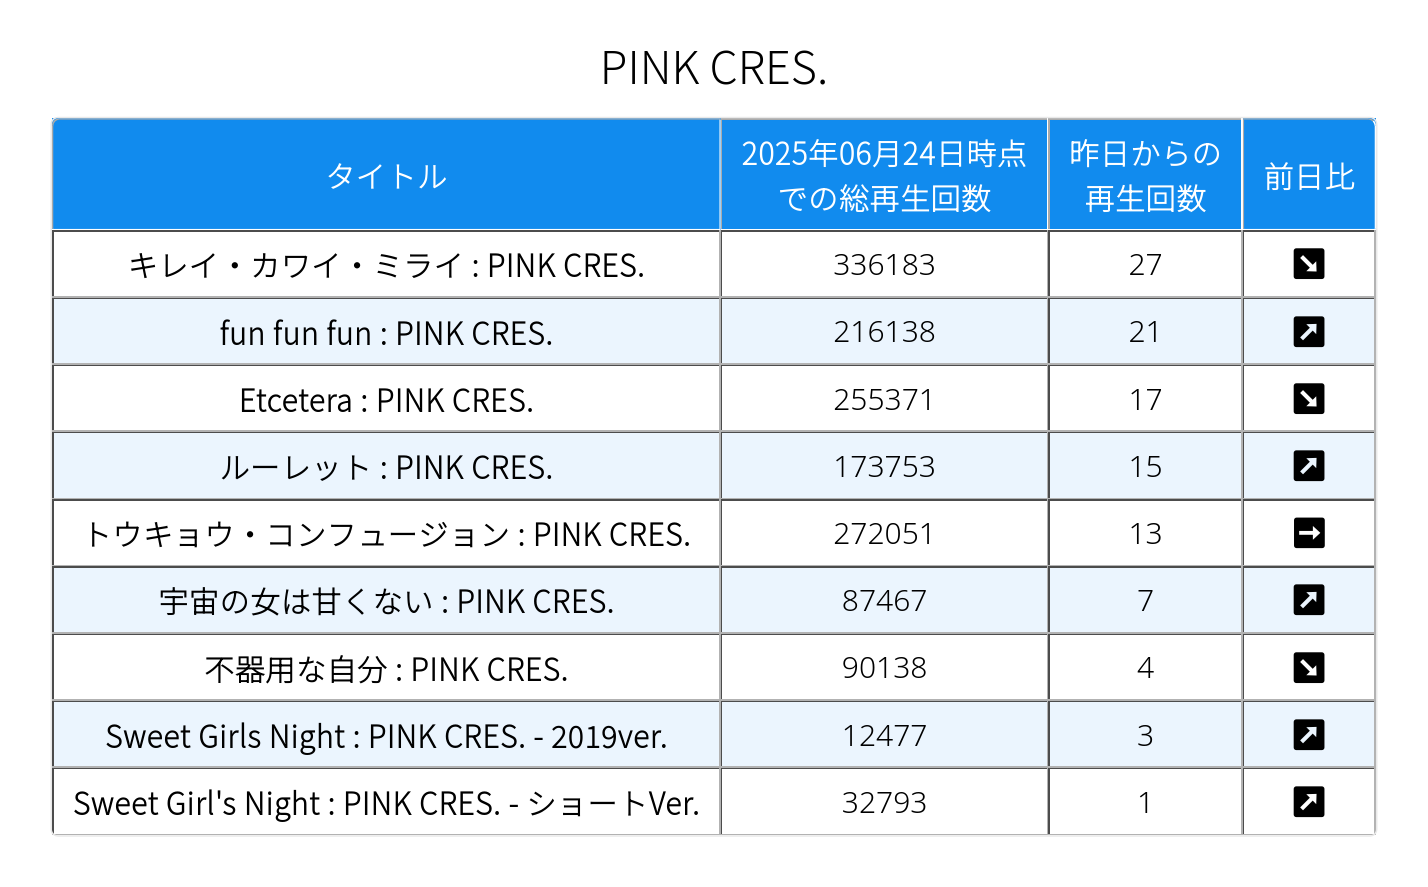 PINK CRES.
タイトル
2025年06月24日時点
での総再生回数
昨日からの
再生回数
前日比
キレイ・カワイ・ミライ : PINK CRES. 336183 27 ↘
fun fun fun : PINK CRES. 216138 21 ↗
Etcetera : PINK CRES. 255371 17 ↘
ルーレット : PINK CRES. 173753 15 ↗
トウキョウ・コンフュージョン : PINK CRES. 272051 13 →
宇宙の女は甘くない : PINK CRES. 87467 7 ↗
不器用な自分 : PINK CRES. 90138 4 ↘
Sweet Girls Night : PINK CRES. - 2019ver. 12477 3 ↗
Sweet Girl's Night : PINK CRES. - ショートVer. 32793 1 ↗